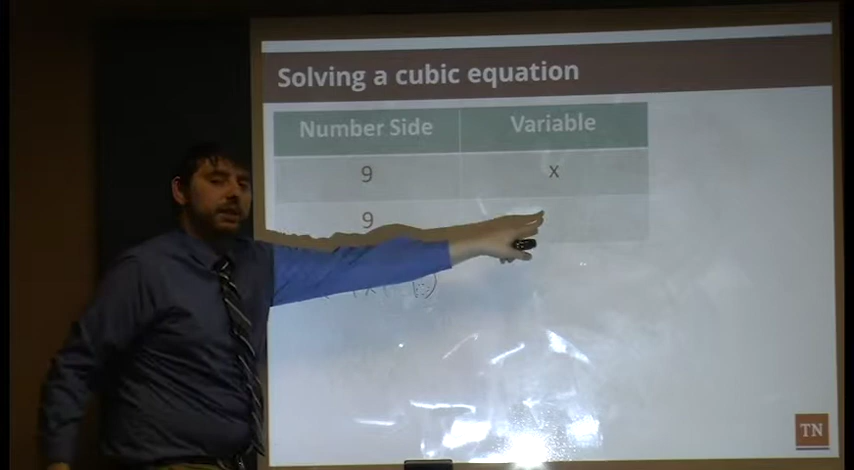 Solving a cubic equation
Number Side Variable
9 x
9
TN